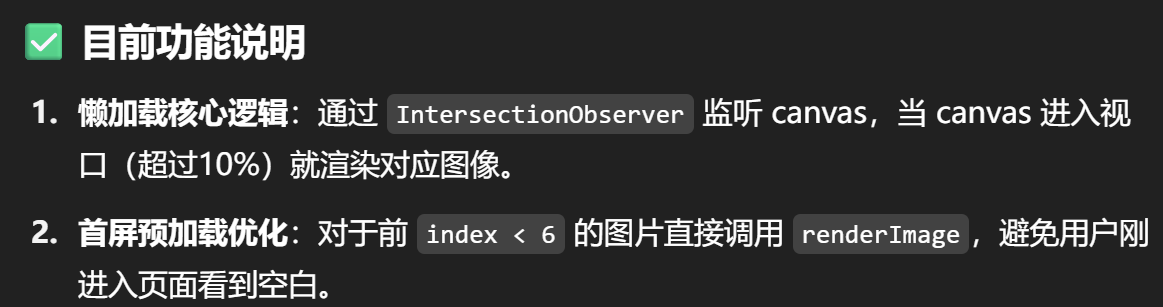 ✅ 目前功能说明
1. 懒加载核心逻辑：通过 IntersectionObserver 监听 canvas，当 canvas 进入视
口（超过10%）就渲染对应图像。
2. 首屏预加载优化：对于前 index < 6 的图片直接调用 renderImage，避免用户刚
进入页面看到空白。